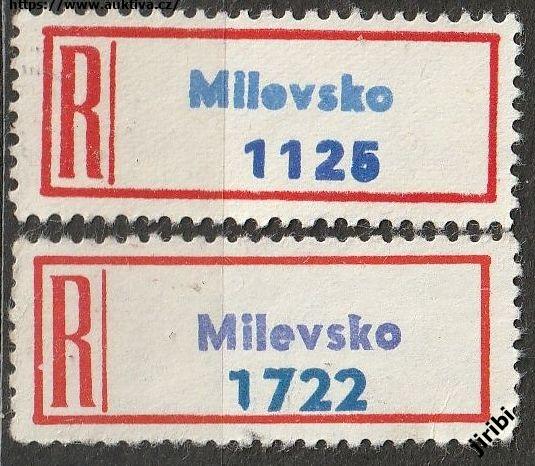 https://www.auktiva.cz/
R
Milevsko
1125
R
Milevsko
1722
jiribi